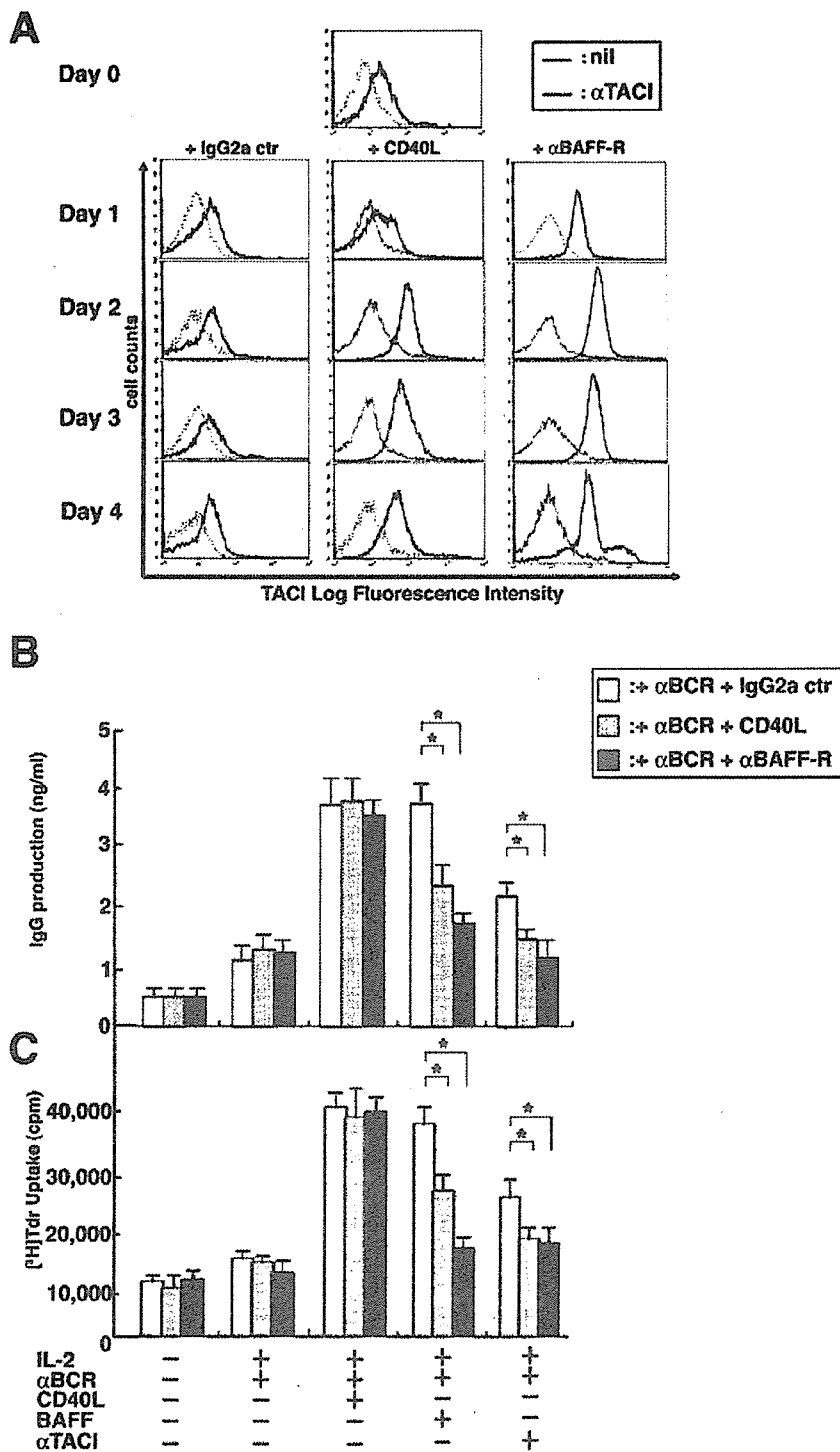 A
Day 0
— : nil
— : αTACI
+ IgG2a ctr
+ CD40L
+ αBAFF-R
Day 1
Day 2
Day 3
Day 4
cell counts
TACI Log Fluorescence Intensity
B
:+ αBCR + IgG2a ctr
:+ αBCR + CD40L
:+ αBCR + αBAFF-R
IgG production (ng/ml)
5
4
3
2
1
0
* * * *
C
[³H]Tdr Uptake (cpm)
40,000
30,000
20,000
10,000
0
* * * *
IL-2 – + + + +
αBCR – + + + +
CD40L – – + – –
BAFF – – – + –
αTACI – – – – +